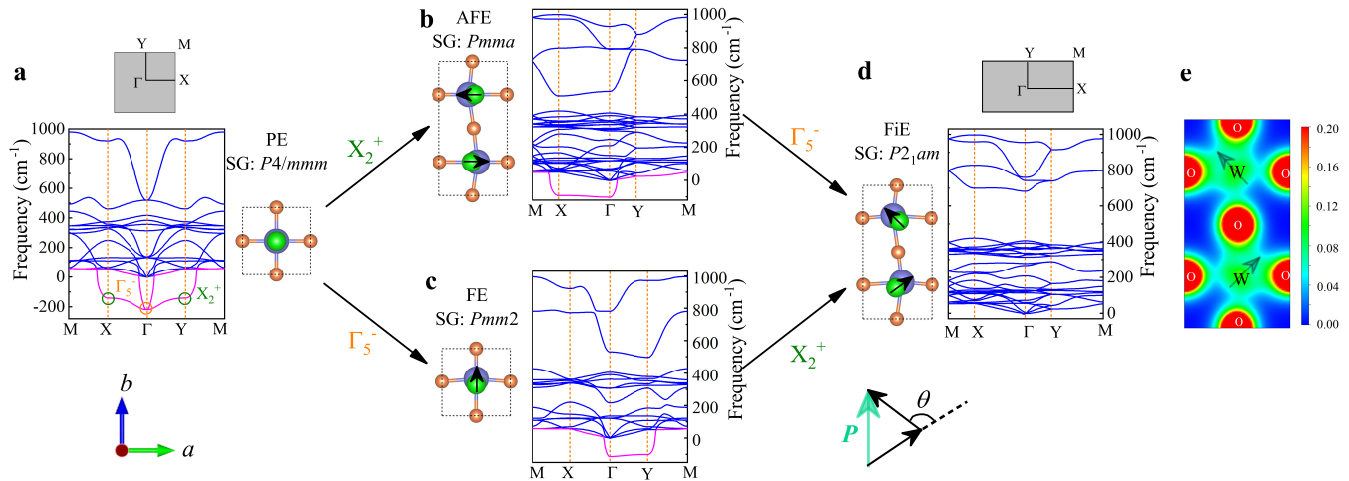 a
Y
M
Γ
X
PE
SG: P4/mmm
Frequency (cm⁻¹)
1000
800
600
400
200
0
-200
Γ₅⁻
X₂⁺
M
X
Γ
Y
M
b
a
X₂⁺
Γ₅⁻
b
AFE
SG: Pmma
1000
800
600
400
200
0
Frequency (cm⁻¹)
M
X
Γ
Y
M
c
FE
SG: Pmm2
1000
800
600
400
200
0
Frequency (cm⁻¹)
M
X
Γ
Y
M
Γ₅⁻
X₂⁺
d
Y
M
Γ
X
FiE
SG: P2₁am
1000
800
600
400
200
0
Frequency (cm⁻¹)
M
X
Γ
Y
M
P
θ
e
O
O
W
O
O
O
W
O
O
0.20
0.16
0.12
0.08
0.04
0.00